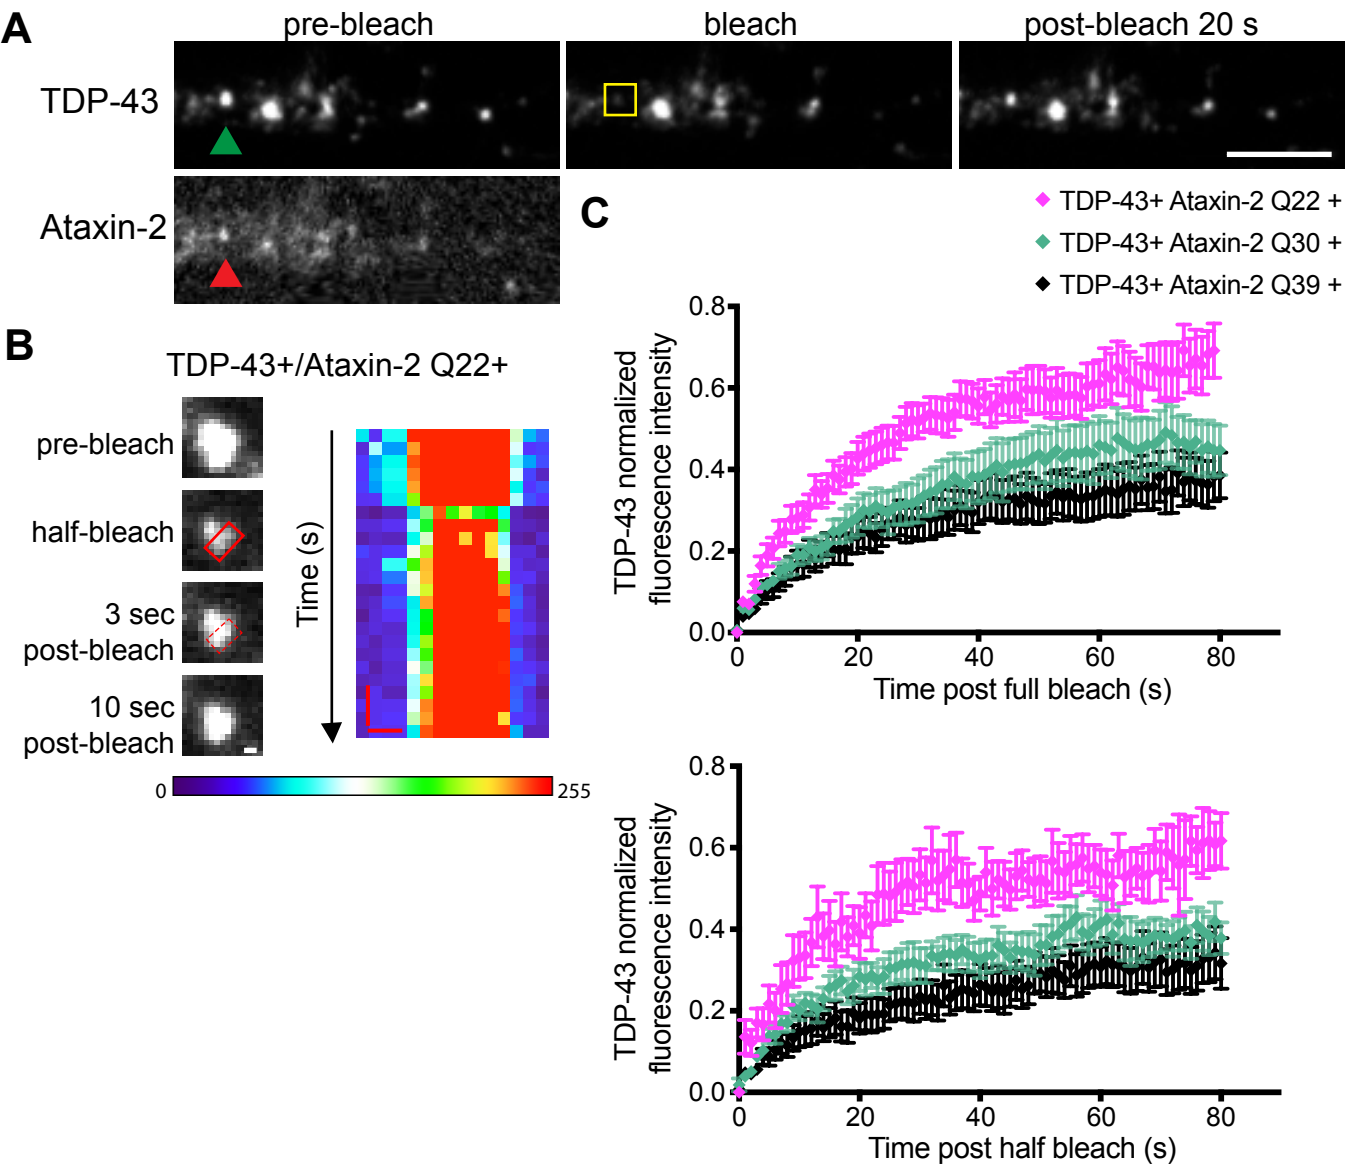 A
pre-bleach
bleach
post-bleach 20 s
TDP-43
Ataxin-2
B
TDP-43+/Ataxin-2 Q22+
pre-bleach
half-bleach
3 sec
post-bleach
10 sec
post-bleach
Time (s)
0
255
C
TDP-43+ Ataxin-2 Q22 +
TDP-43+ Ataxin-2 Q30 +
TDP-43+ Ataxin-2 Q39 +
TDP-43 normalized
fluorescence intensity
0.8
0.6
0.4
0.2
0.0
0 20 40 60 80
Time post full bleach (s)
TDP-43 normalized
fluorescence intensity
0.8
0.6
0.4
0.2
0.0
0 20 40 60 80
Time post half bleach (s)